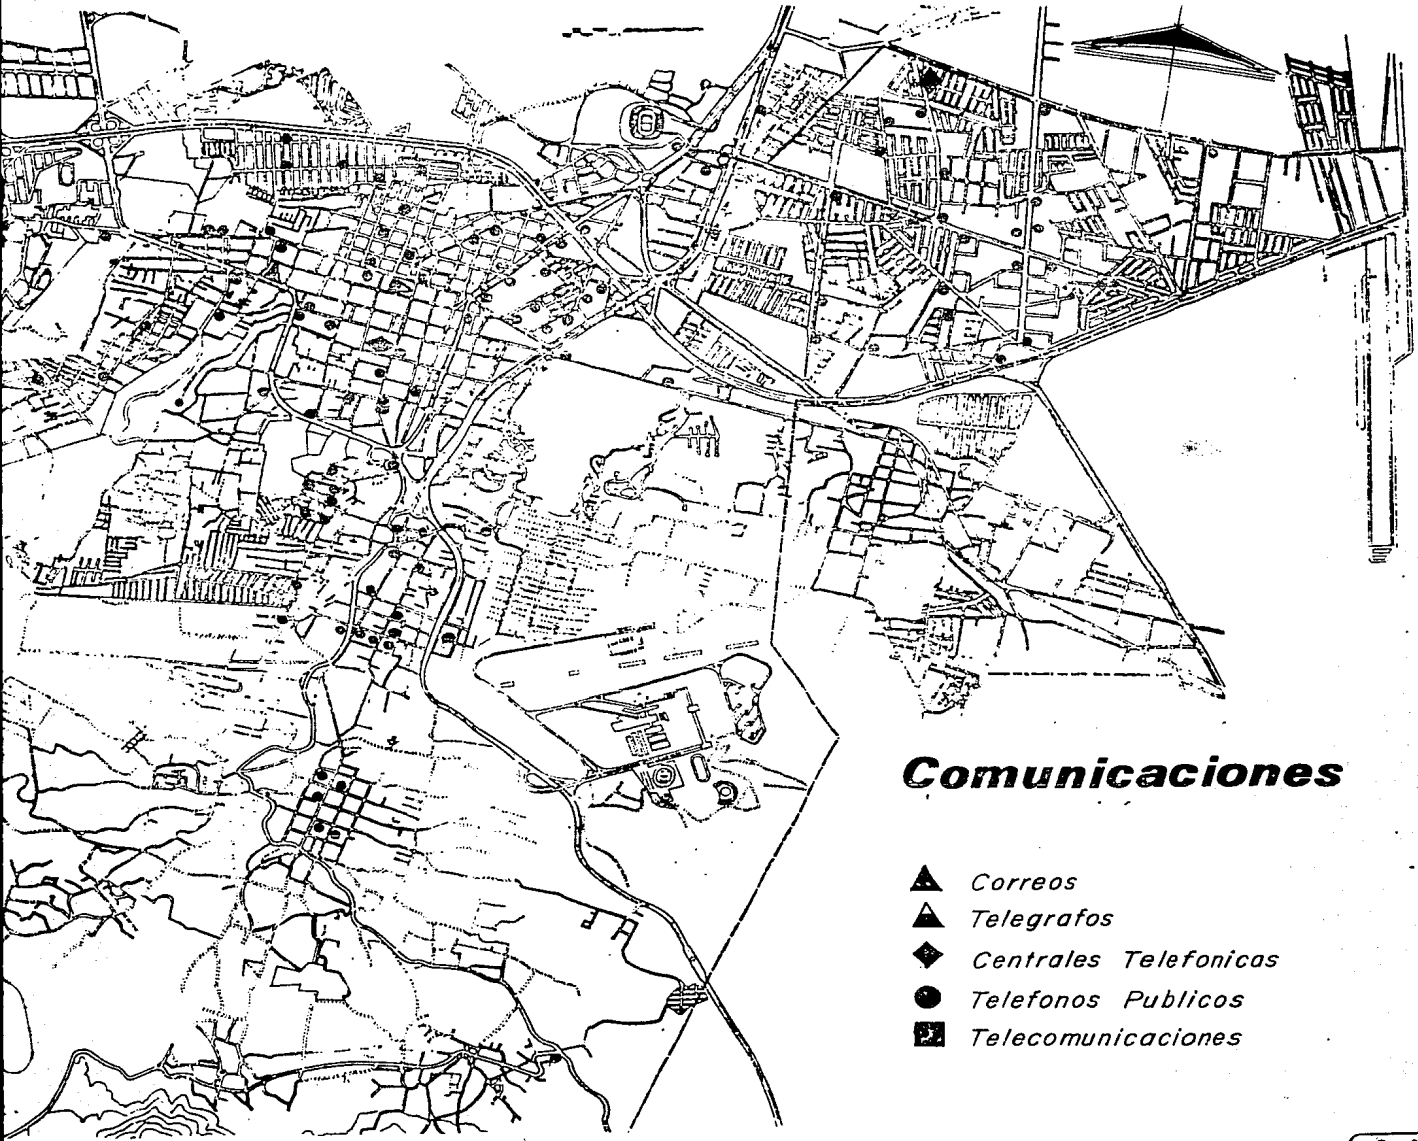 Comunicaciones
Correos
Telegrafos
Centrales Telefonicas
Telefonos Publicos
Telecomunicaciones